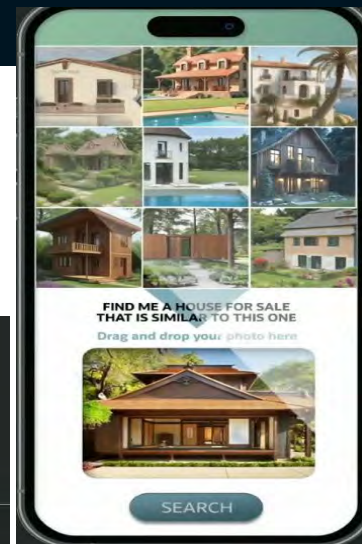 FIND ME A HOUSE FOR SALE
THAT IS SIMILAR TO THIS ONE
Drag and drop your photo here
SEARCH